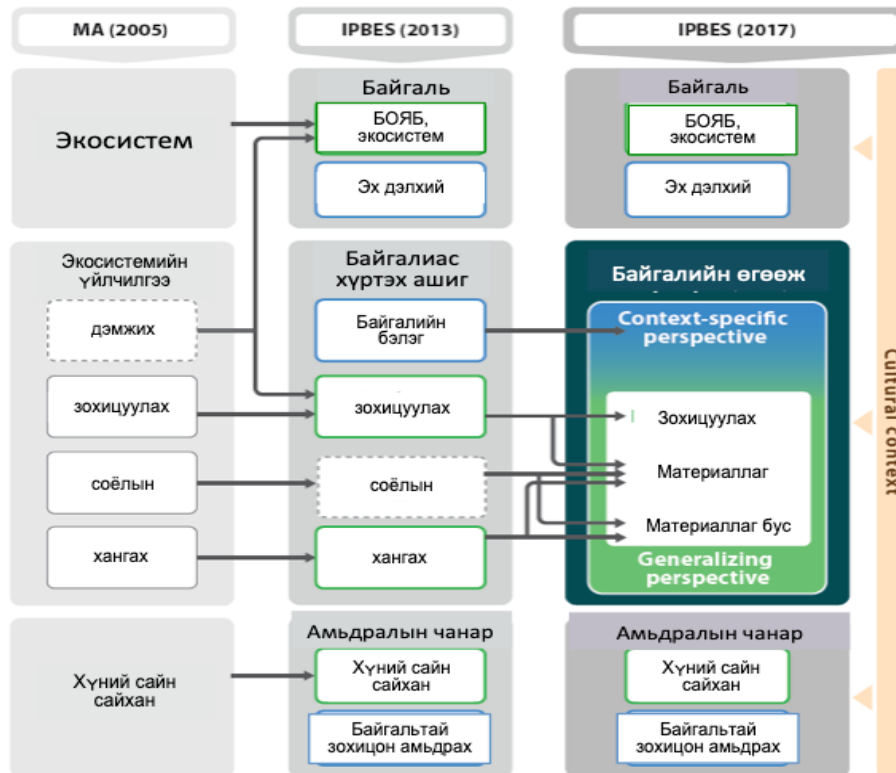 MA (2005)
IPBES (2013)
IPBES (2017)
Экосистем
Байгаль
БОЯБ,
экосистем
Эх дэлхий
Байгаль
БОЯБ,
экосистем
Эх дэлхий
Экосистемийн
үйлчилгээ
дэмжих
зохицуулах
соёлын
хангах
Байгалиас
хүртэх ашиг
Байгалийн
бэлэг
зохицуулах
соёлын
хангах
Байгалийн өгөөж
Context-specific
perspective
Зохицуулах
Материаллаг
Материаллаг бус
Generalizing
perspective
Хүний сайн
сайхан
Амьдралын чанар
Хүний сайн
сайхан
Байгальтай
зохицон амьдрах
Амьдралын чанар
Хүний сайн
сайхан
Байгальтай
зохицон амьдрах
Cultural context